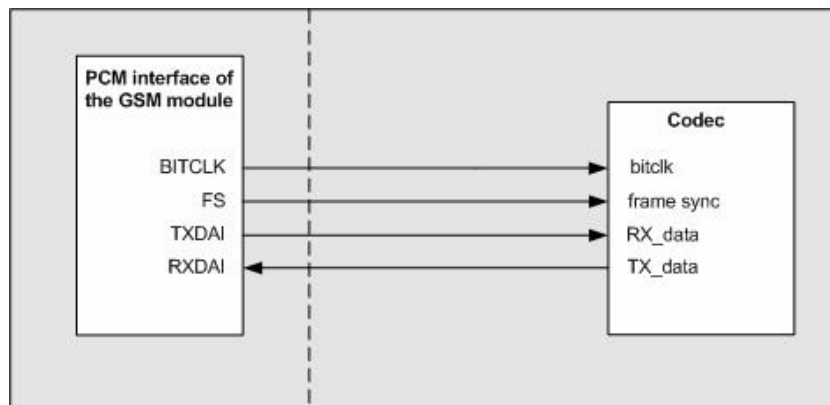 PCM interface of
the GSM module
BITCLK
FS
TXDAI
RXDAI
Codec
bitclk
frame sync
RX_data
TX_data